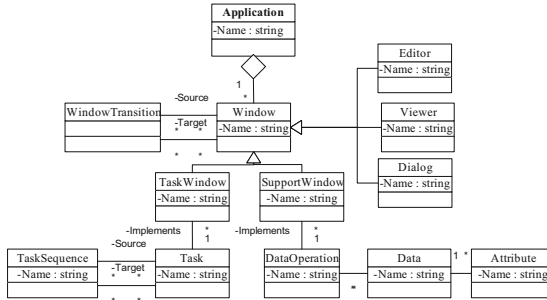 Application
-Name : string
1
*
-Source
WindowTransition
Window
-Name : string
-Target
*
*
*
*
Editor
-Name : string
Viewer
-Name : string
Dialog
-Name : string
TaskWindow
-Name : string
SupportWindow
-Name : string
-Implements
*
1
-Implements
*
1
-Source
TaskSequence
-Name : string
-Target
*
*
*
*
Task
-Name : string
DataOperation
-Name : string
*
*
Data
-Name : string
1
*
Attribute
-Name : string